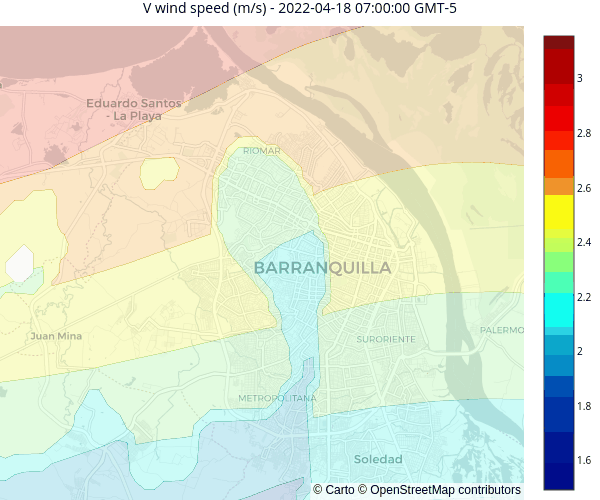 V wind speed (m/s) - 2022-04-18 07:00:00 GMT-5
3
2.8
2.6
2.4
2.2
2
1.8
1.6
Eduardo Santos
- La Playa
RIOMAR
BARRANQUILLA
Juan Mina
SURORIENTE
PALERMO
METROPOLITANA
Soledad
© Carto © OpenStreetMap contributors